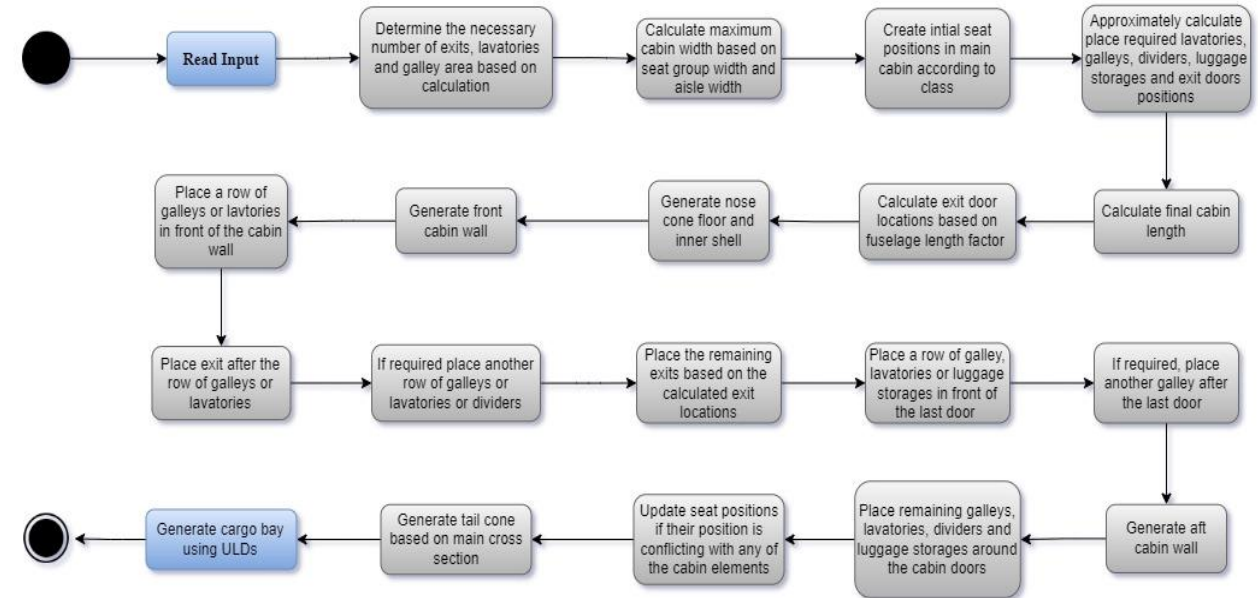 Read Input
Determine the necessary
number of exits, lavatories
and galley area based on
calculation
Calculate maximum
cabin width based on
seat group width and
aisle width
Create intial seat
positions in main
cabin according to
class
Approximately calculate
place required lavatories,
galleys, dividers, luggage
storages and exit doors
positions
Calculate final cabin
length
Calculate exit door
locations based on
fuselage length factor
Generate nose
cone floor and
inner shell
Generate front
cabin wall
Place a row of
galleys or lavtories
in front of the cabin
wall
Place exit after the
row of galleys or
lavatories
If required place another
row of galleys or
lavatories or dividers
Place the remaining
exits based on the
calculated exit
locations
Place a row of galley,
lavatories or luggage
storages in front of
the last door
If required, place
another galley after
the last door
Generate aft
cabin wall
Place remaining galleys,
lavatories, dividers and
luggage storages around
the cabin doors
Update seat positions
if their position is
conflicting with any of
the cabin elements
Generate tail cone
based on main cross
section
Generate cargo bay
using ULDs